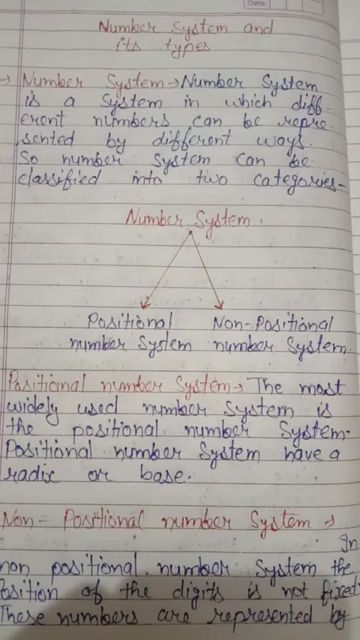 Number System and
its types
→ Number System → Number System
is a System in which diff-
erent numbers can be repre-
sented by different ways.
So number System can be
classified into two categories-
Number System.
Positional Non-Positional
number System number System
Positional number System → The most
widely used number System is
the positional number System.
Positional number System have a
radix or base.
Non - Positional number System →
In
non positional number System the
Position of the digits is not fixed.
These numbers are represented by